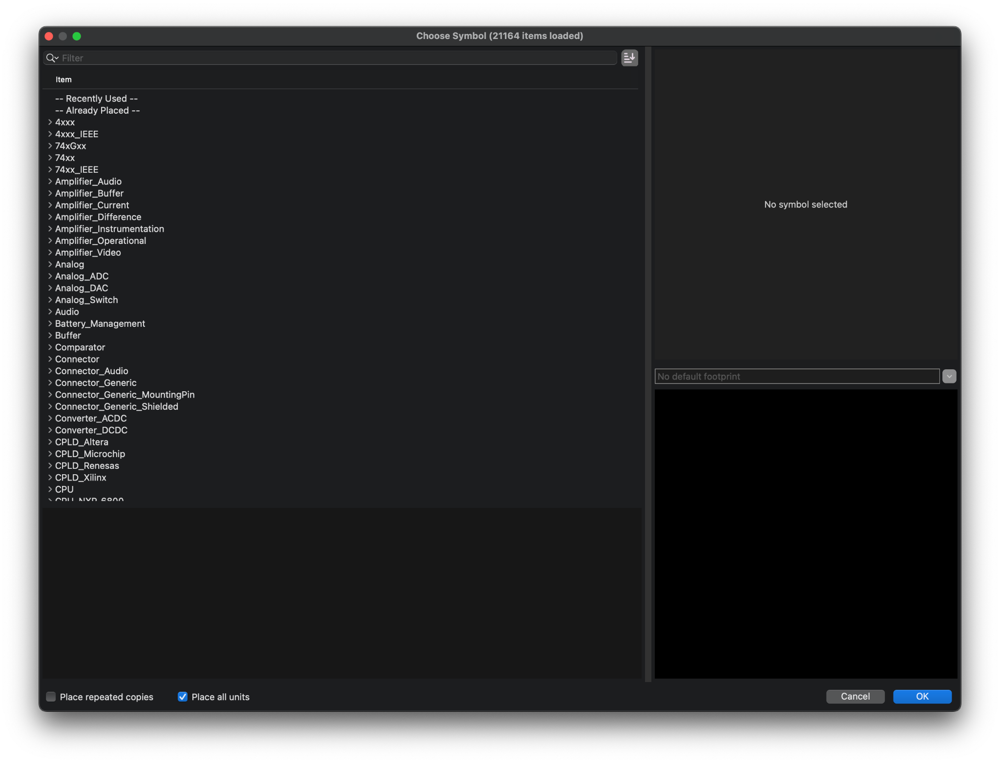 Choose Symbol (21164 items loaded)
Filter
Item
-- Recently Used --
-- Already Placed --
4xxx
4xxx_IEEE
74xGxx
74xx
74xx_IEEE
Amplifier_Audio
Amplifier_Buffer
Amplifier_Current
Amplifier_Difference
Amplifier_Instrumentation
Amplifier_Operational
Amplifier_Video
Analog
Analog_ADC
Analog_DAC
Analog_Switch
Audio
Battery_Management
Buffer
Comparator
Connector
Connector_Audio
Connector_Generic
Connector_Generic_MountingPin
Connector_Generic_Shielded
Converter_ACDC
Converter_DCDC
CPLD_Altera
CPLD_Microchip
CPLD_Renesas
CPLD_Xilinx
CPU
CPU_NXP_6800
No symbol selected
No default footprint
Place repeated copies
Place all units
Cancel
OK